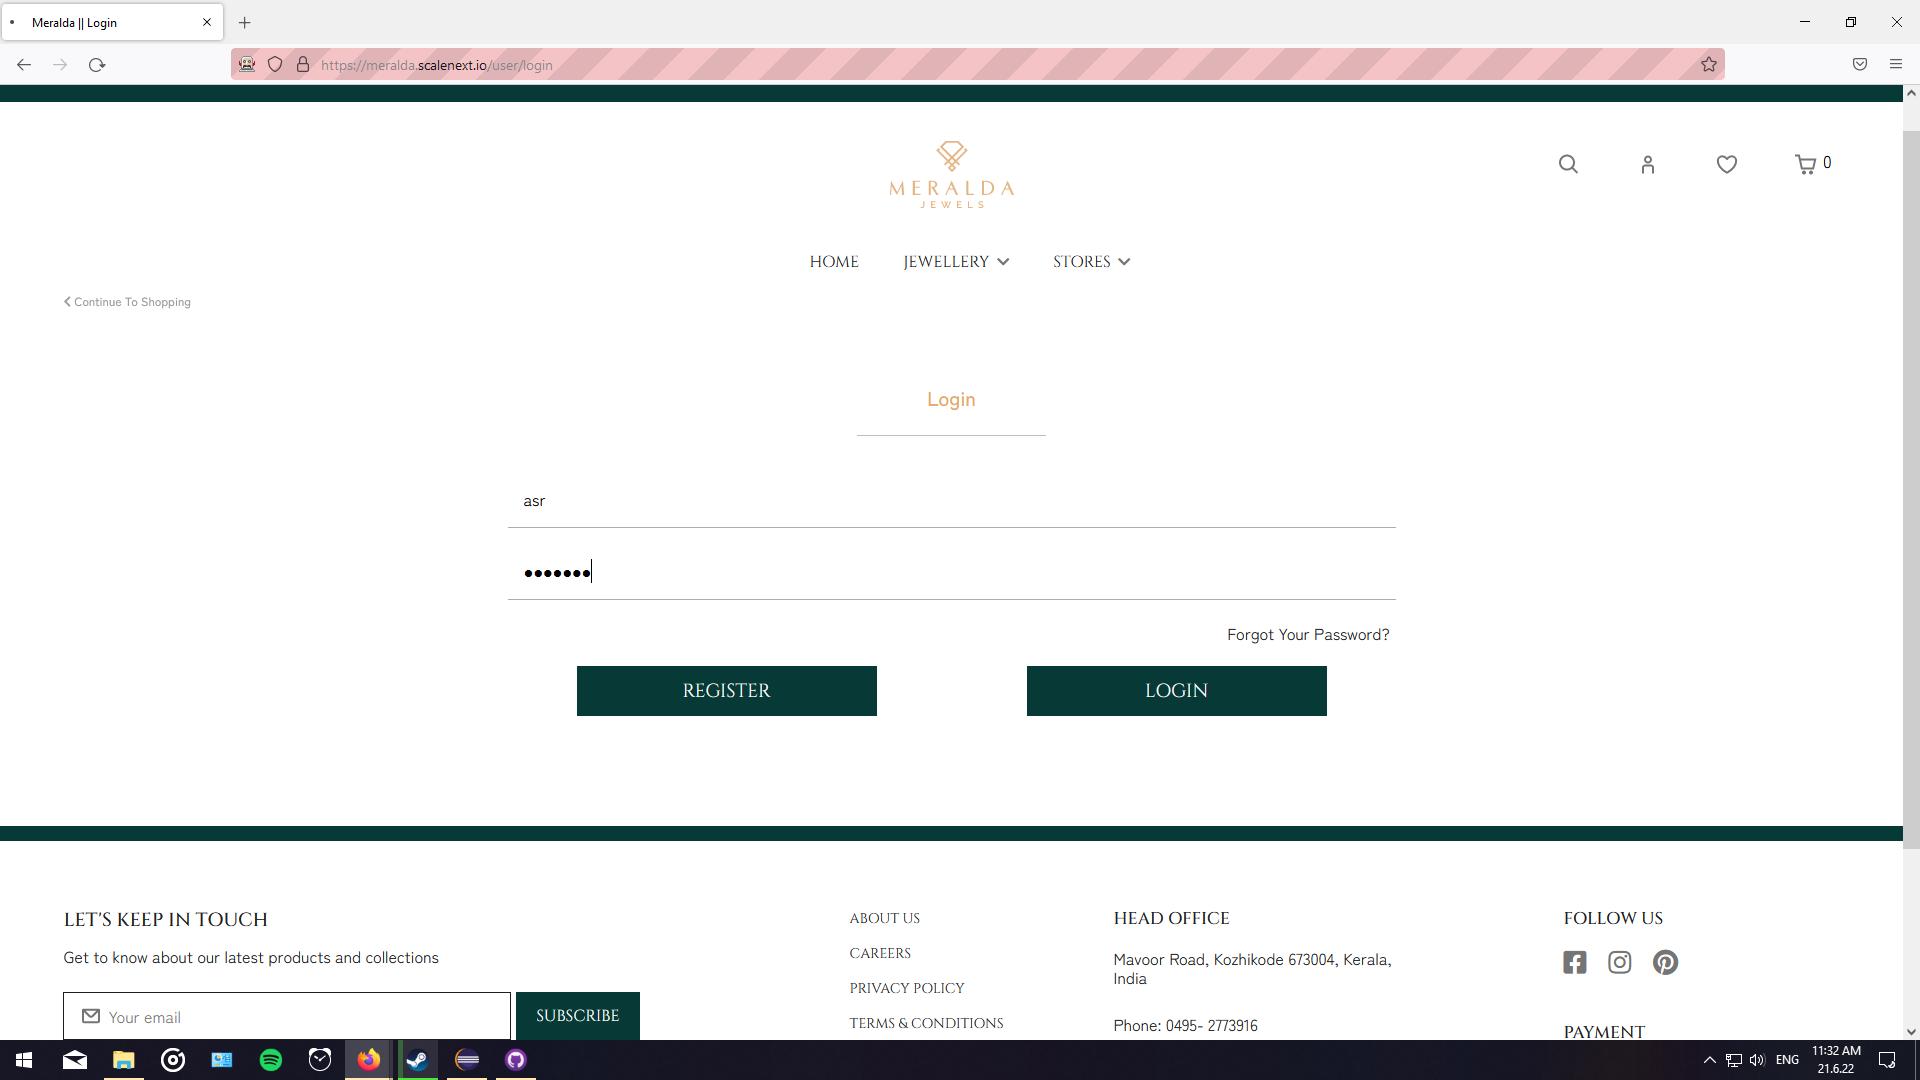 Meralda || Login
https://meralda.scalenext.io/user/login
MERALDA
JEWELS
0
HOME
JEWELLERY
STORES
Continue To Shopping
Login
asr
•••••••
Forgot Your Password?
REGISTER
LOGIN
LET'S KEEP IN TOUCH
Get to know about our latest products and collections
Your email
SUBSCRIBE
ABOUT US
CAREERS
PRIVACY POLICY
TERMS & CONDITIONS
HEAD OFFICE
Mavoor Road, Kozhikode 673004, Kerala,
India
Phone: 0495- 2773916
FOLLOW US
PAYMENT
ENG
11:32 AM
21.6.22